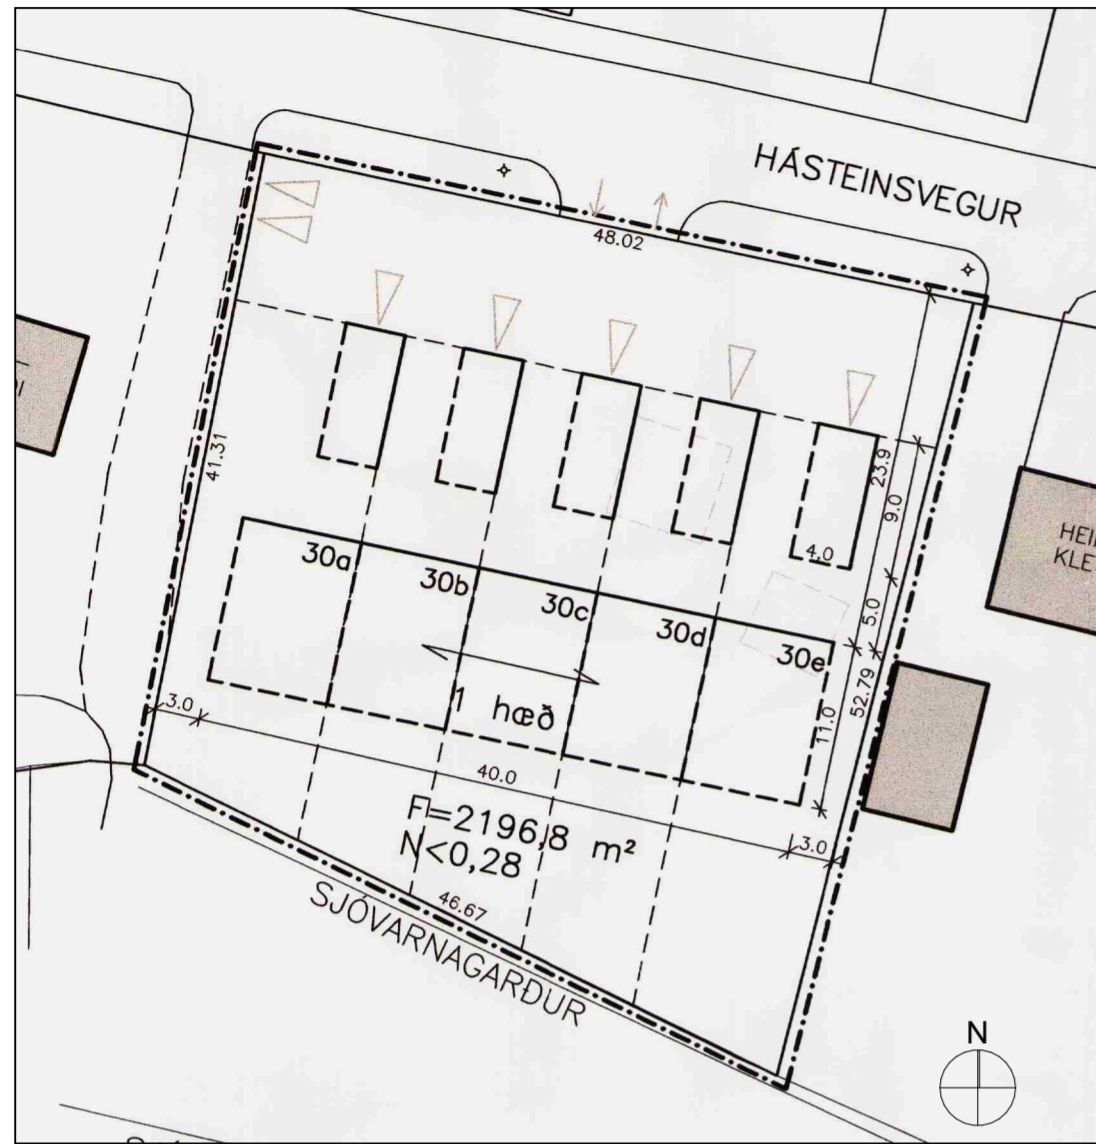 HÁSTEINSVEGUR
48.02
41.31
23.9
9.0
4,0
HEI
KLE
30a
30b
30c
30d
30e
5.0
52.79
1 hæð
11.0
3.0
40.0
3.0
F=2196,8 m²
N<0,28
46.67
SJÓVARNAGARÐUR
N